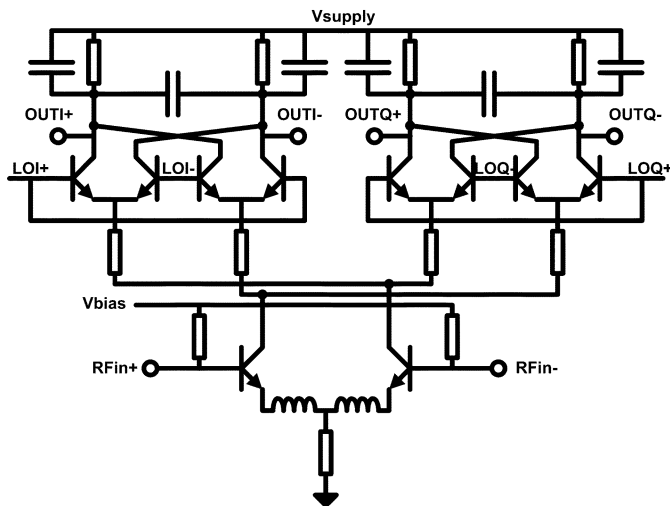 Vsupply
OUTI+
OUTI-
OUTQ+
OUTQ-
LOI+
LOI-
LOQ-
LOQ+
Vbias
RFin+
RFin-